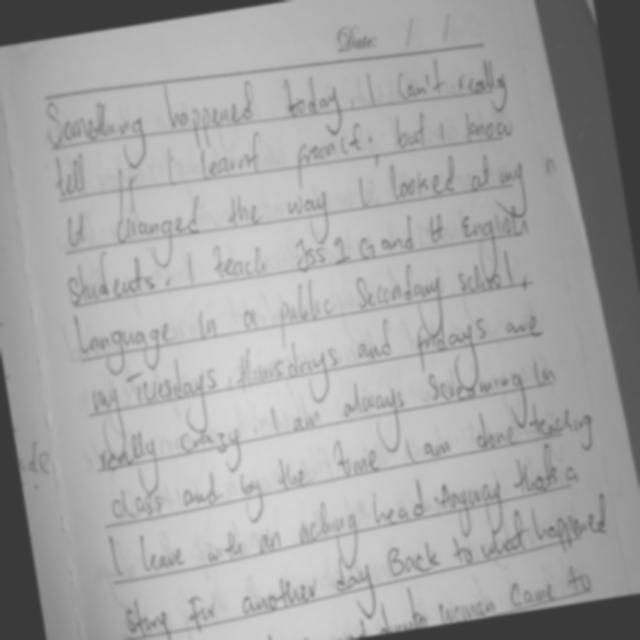 Date: / /
Something happened today, I can't really
tell if I learnt from it, but I know
it changed the way I looked at my
students. I teach JSS 2 G and H English
Language in a public secondary school,
my Tuesdays, Thursdays and Fridays are
really crazy. I am always screaming in
class and by the time I am done teaching
I leave with an aching head. Anyway that's a
story for another day. Back to what happened
woman came to